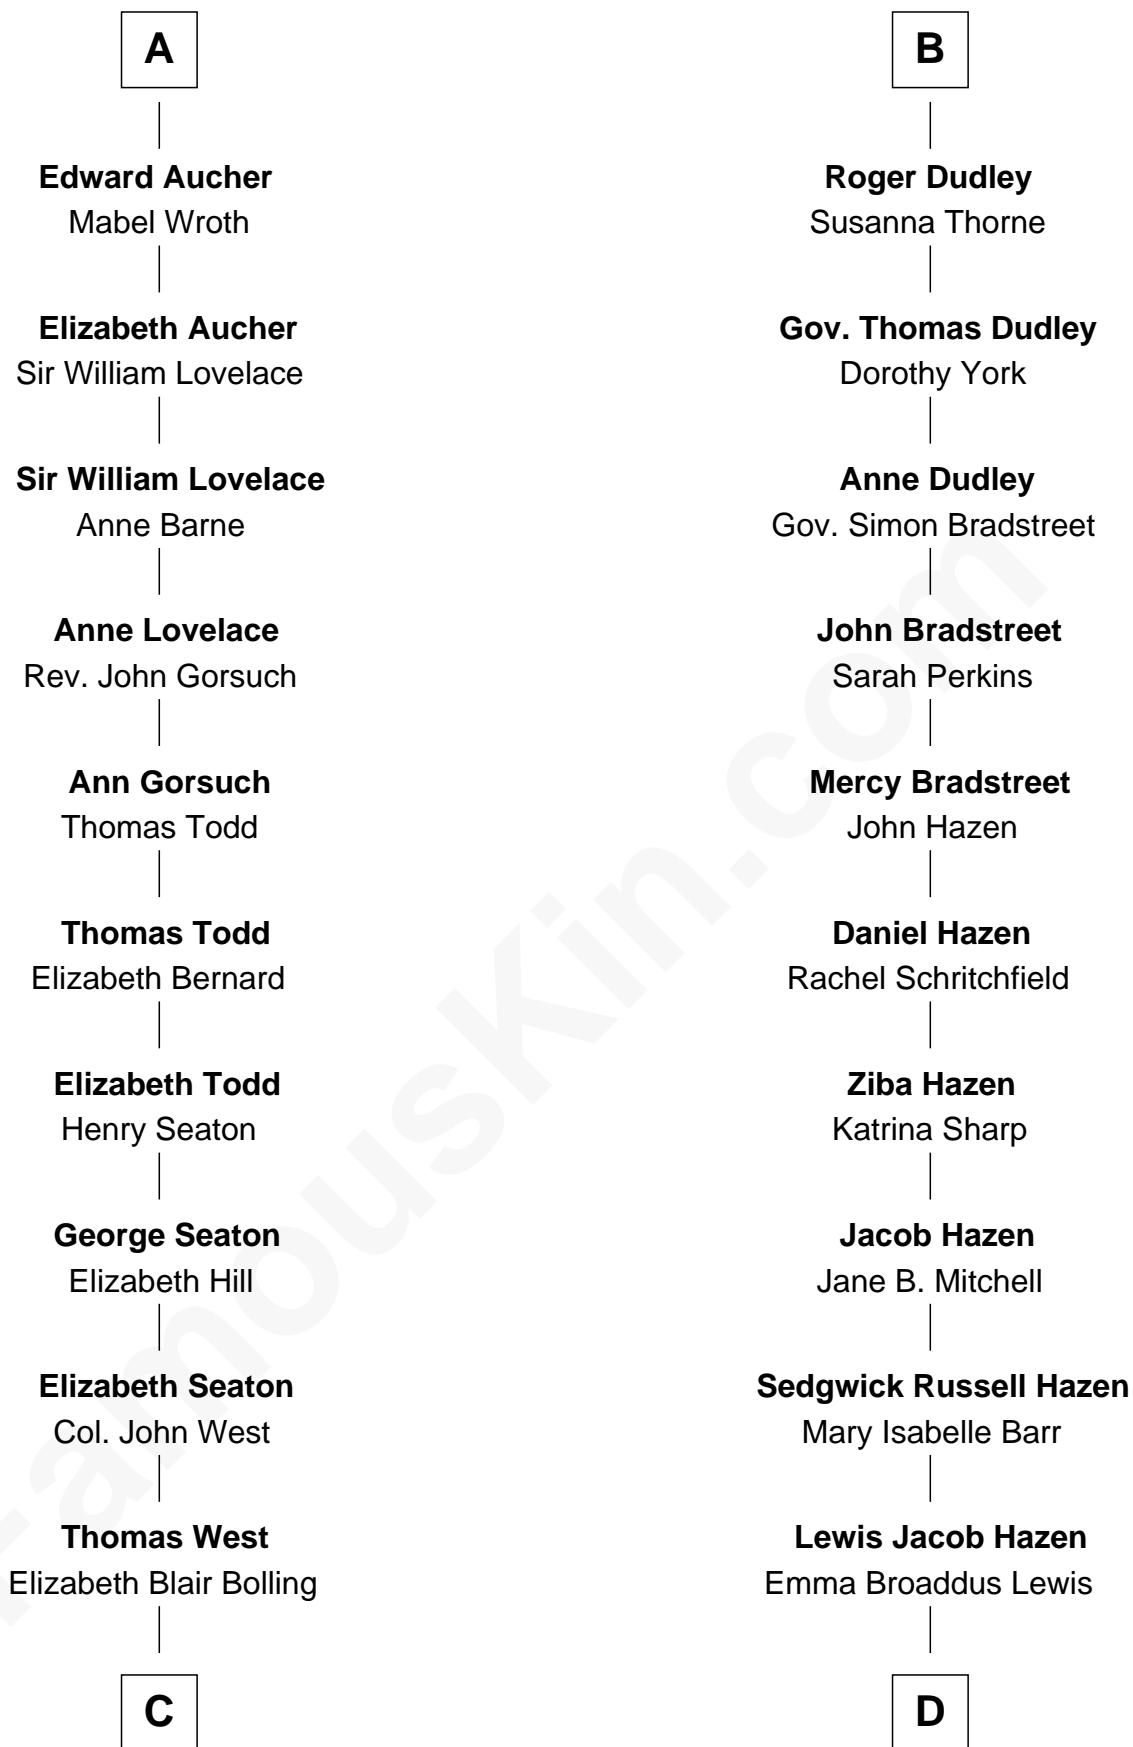 A
Edward Aucher
Mabel Wroth
Elizabeth Aucher
Sir William Lovelace
Sir William Lovelace
Anne Barne
Anne Lovelace
Rev. John Gorsuch
Ann Gorsuch
Thomas Todd
Thomas Todd
Elizabeth Bernard
Elizabeth Todd
Henry Seaton
George Seaton
Elizabeth Hill
Elizabeth Seaton
Col. John West
Thomas West
Elizabeth Blair Bolling
C
B
Roger Dudley
Susanna Thorne
Gov. Thomas Dudley
Dorothy York
Anne Dudley
Gov. Simon Bradstreet
John Bradstreet
Sarah Perkins
Mercy Bradstreet
John Hazen
Daniel Hazen
Rachel Schritchfield
Ziba Hazen
Katrina Sharp
Jacob Hazen
Jane B. Mitchell
Sedgwick Russell Hazen
Mary Isabelle Barr
Lewis Jacob Hazen
Emma Broaddus Lewis
D
FamousKin.com